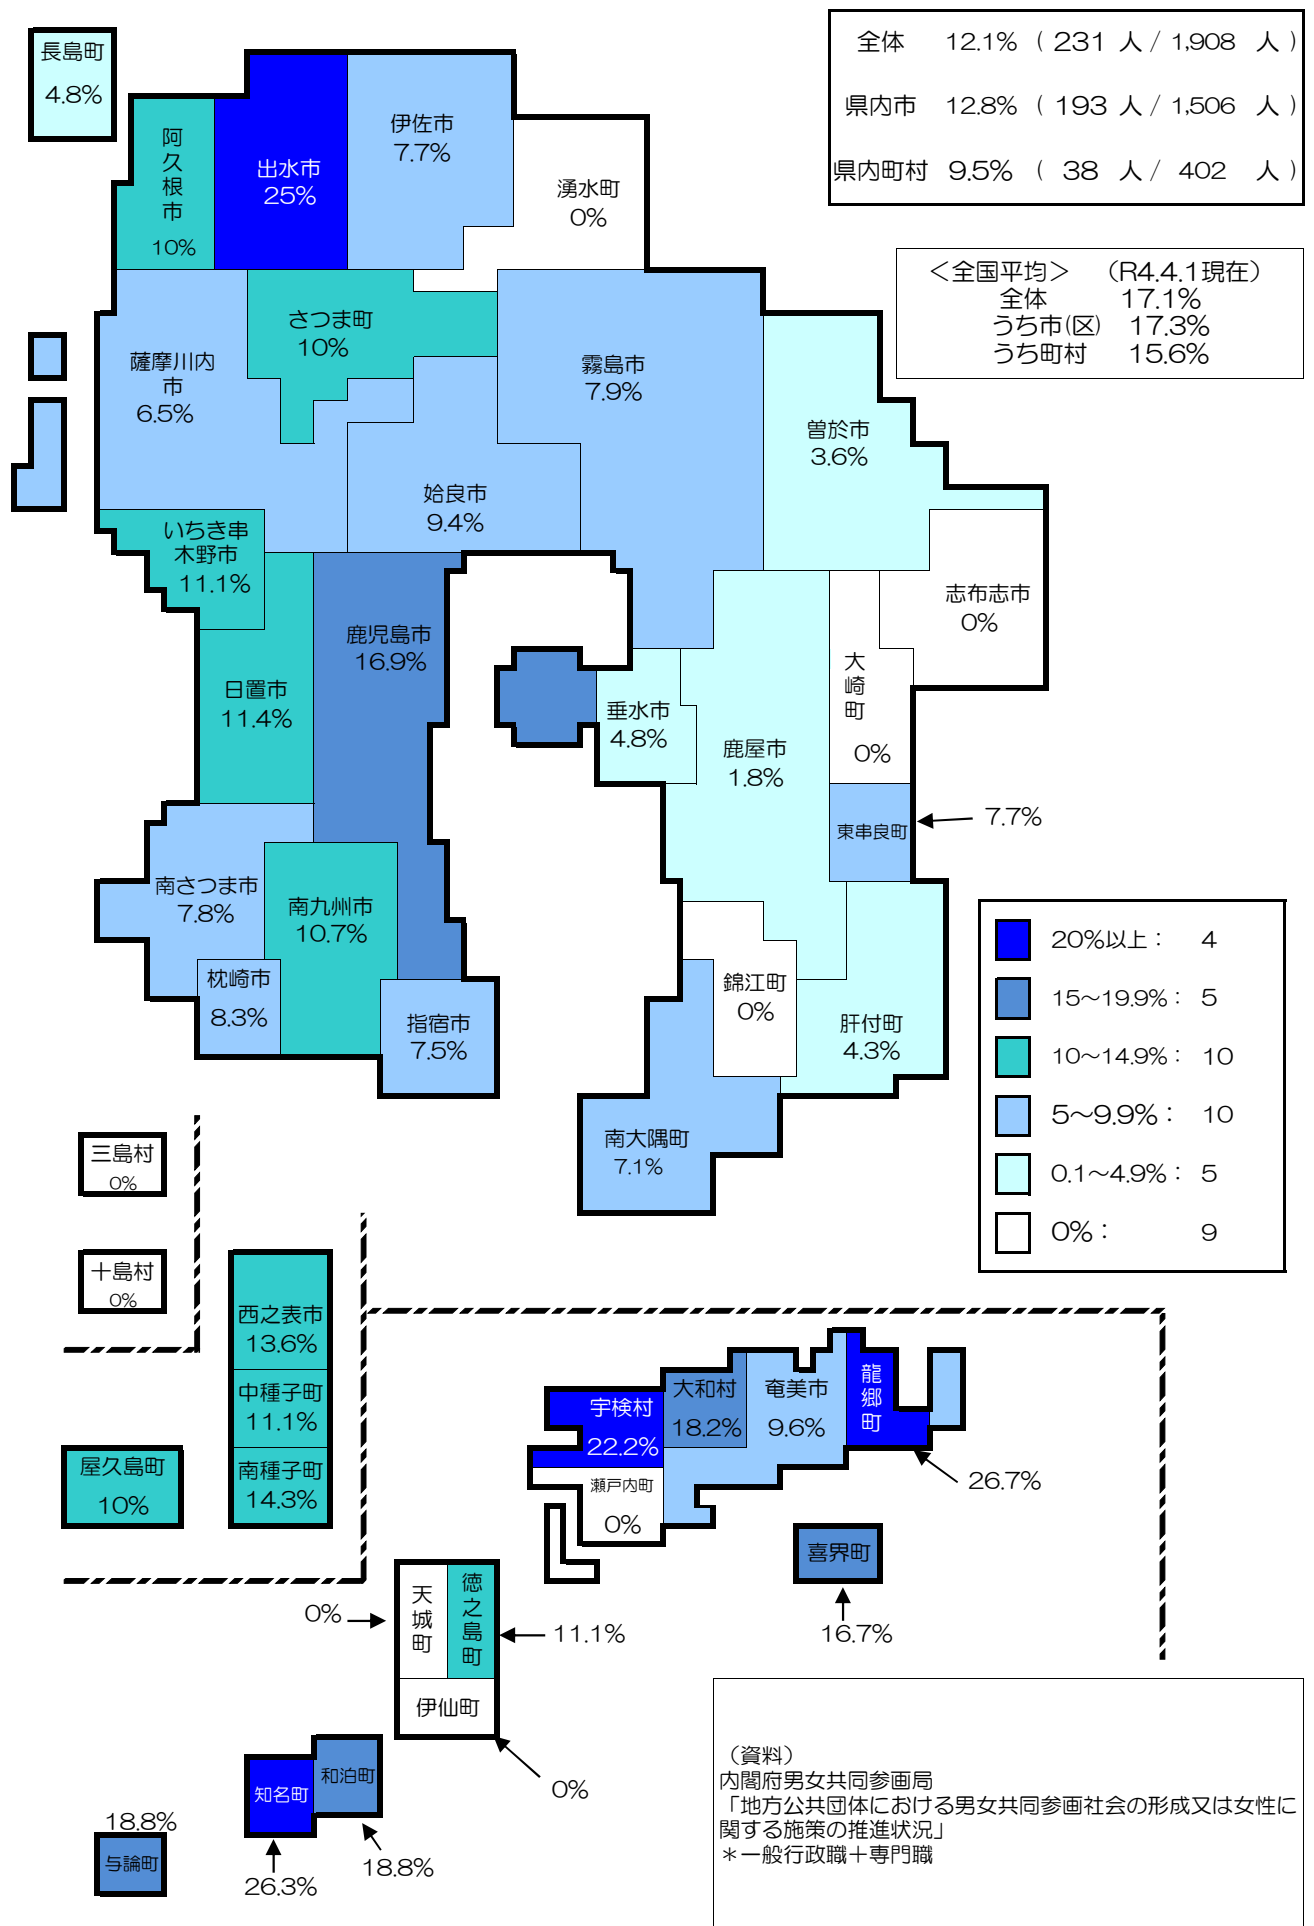 長島町
4.8%
全体 12.1% ( 231 人 / 1,908 人 )
県内市 12.8% ( 193 人 / 1,506 人 )
県内町村 9.5% ( 38 人 / 402 人 )
阿久根市
10%
出水市
25%
伊佐市
7.7%
湧水町
0%
＜全国平均＞ （R4.4.1現在）
全体 17.1%
うち市(区) 17.3%
うち町村 15.6%
さつま町
10%
薩摩川内
市
6.5%
霧島市
7.9%
曽於市
3.6%
姶良市
9.4%
いちき串
木野市
11.1%
志布志市
0%
鹿児島市
16.9%
日置市
11.4%
大崎町
0%
垂水市
4.8%
鹿屋市
1.8%
東串良町
7.7%
南さつま市
7.8%
南九州市
10.7%
枕崎市
8.3%
指宿市
7.5%
錦江町
0%
肝付町
4.3%
南大隅町
7.1%
20%以上： 4
15～19.9%： 5
10～14.9%： 10
5～9.9%： 10
0.1～4.9%： 5
0%： 9
三島村
0%
十島村
0%
西之表市
13.6%
中種子町
11.1%
南種子町
14.3%
屋久島町
10%
宇検村
22.2%
大和村
18.2%
奄美市
9.6%
龍郷町
26.7%
瀬戸内町
0%
喜界町
16.7%
天城町
0%
徳之島町
11.1%
伊仙町
0%
和泊町
18.8%
知名町
26.3%
18.8%
与論町
（資料）
内閣府男女共同参画局
「地方公共団体における男女共同参画社会の形成又は女性に
関する施策の推進状況」
＊一般行政職＋専門職